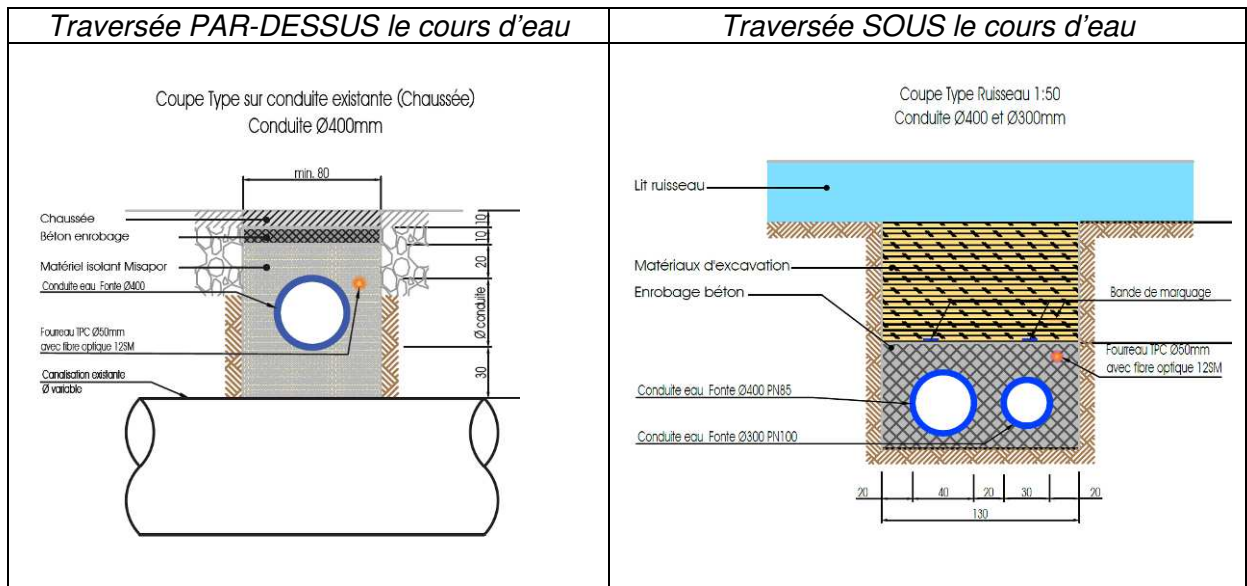 Traversée PAR-DESSUS le cours d’eau
Coupe Type sur conduite existante (Chaussée)
Conduite Ø400mm
min. 80
Chaussée
Béton enrobage
Matériel isolant Misapor
Conduite eau Fonte Ø400
Fourreau TPC Ø50mm
avec fibre optique 12SM
Canalisation existante
Ø variable
10
10
20
Ø conduite
30
Traversée SOUS le cours d’eau
Coupe Type Ruisseau 1:50
Conduite Ø400 et Ø300mm
Lit ruisseau
Matériaux d'excavation
Enrobage béton
Bande de marquage
Fourreau TPC Ø50mm
avec fibre optique 12SM
Conduite eau Fonte Ø400 PN85
Conduite eau Fonte Ø300 PN100
20 40 20 30 20
130